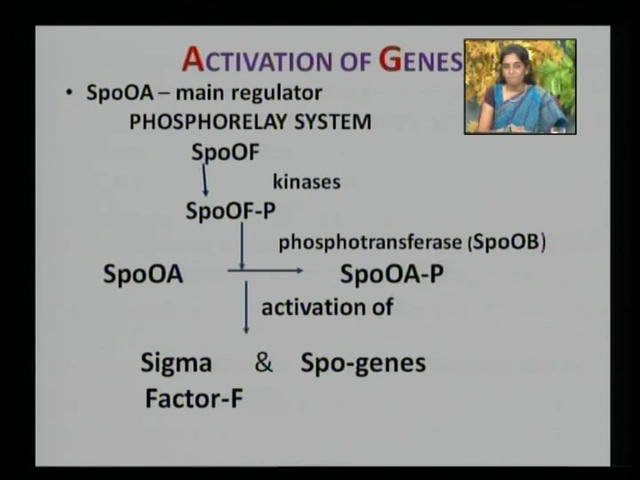 ACTIVATION OF GENES
• SpoOA – main regulator
PHOSPHORELAY SYSTEM
SpoOF
kinases
SpoOF-P
phosphotransferase (SpoOB)
SpoOA SpoOA-P
activation of
Sigma & Spo-genes
Factor-F